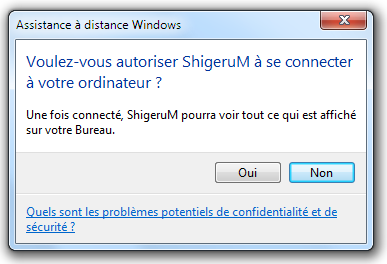 Assistance à distance Windows
Voulez-vous autoriser ShigeruM à se connecter
à votre ordinateur ?
Une fois connecté, ShigeruM pourra voir tout ce qui est affiché
sur votre Bureau.
Oui Non
Quels sont les problèmes potentiels de confidentialité et de
sécurité ?